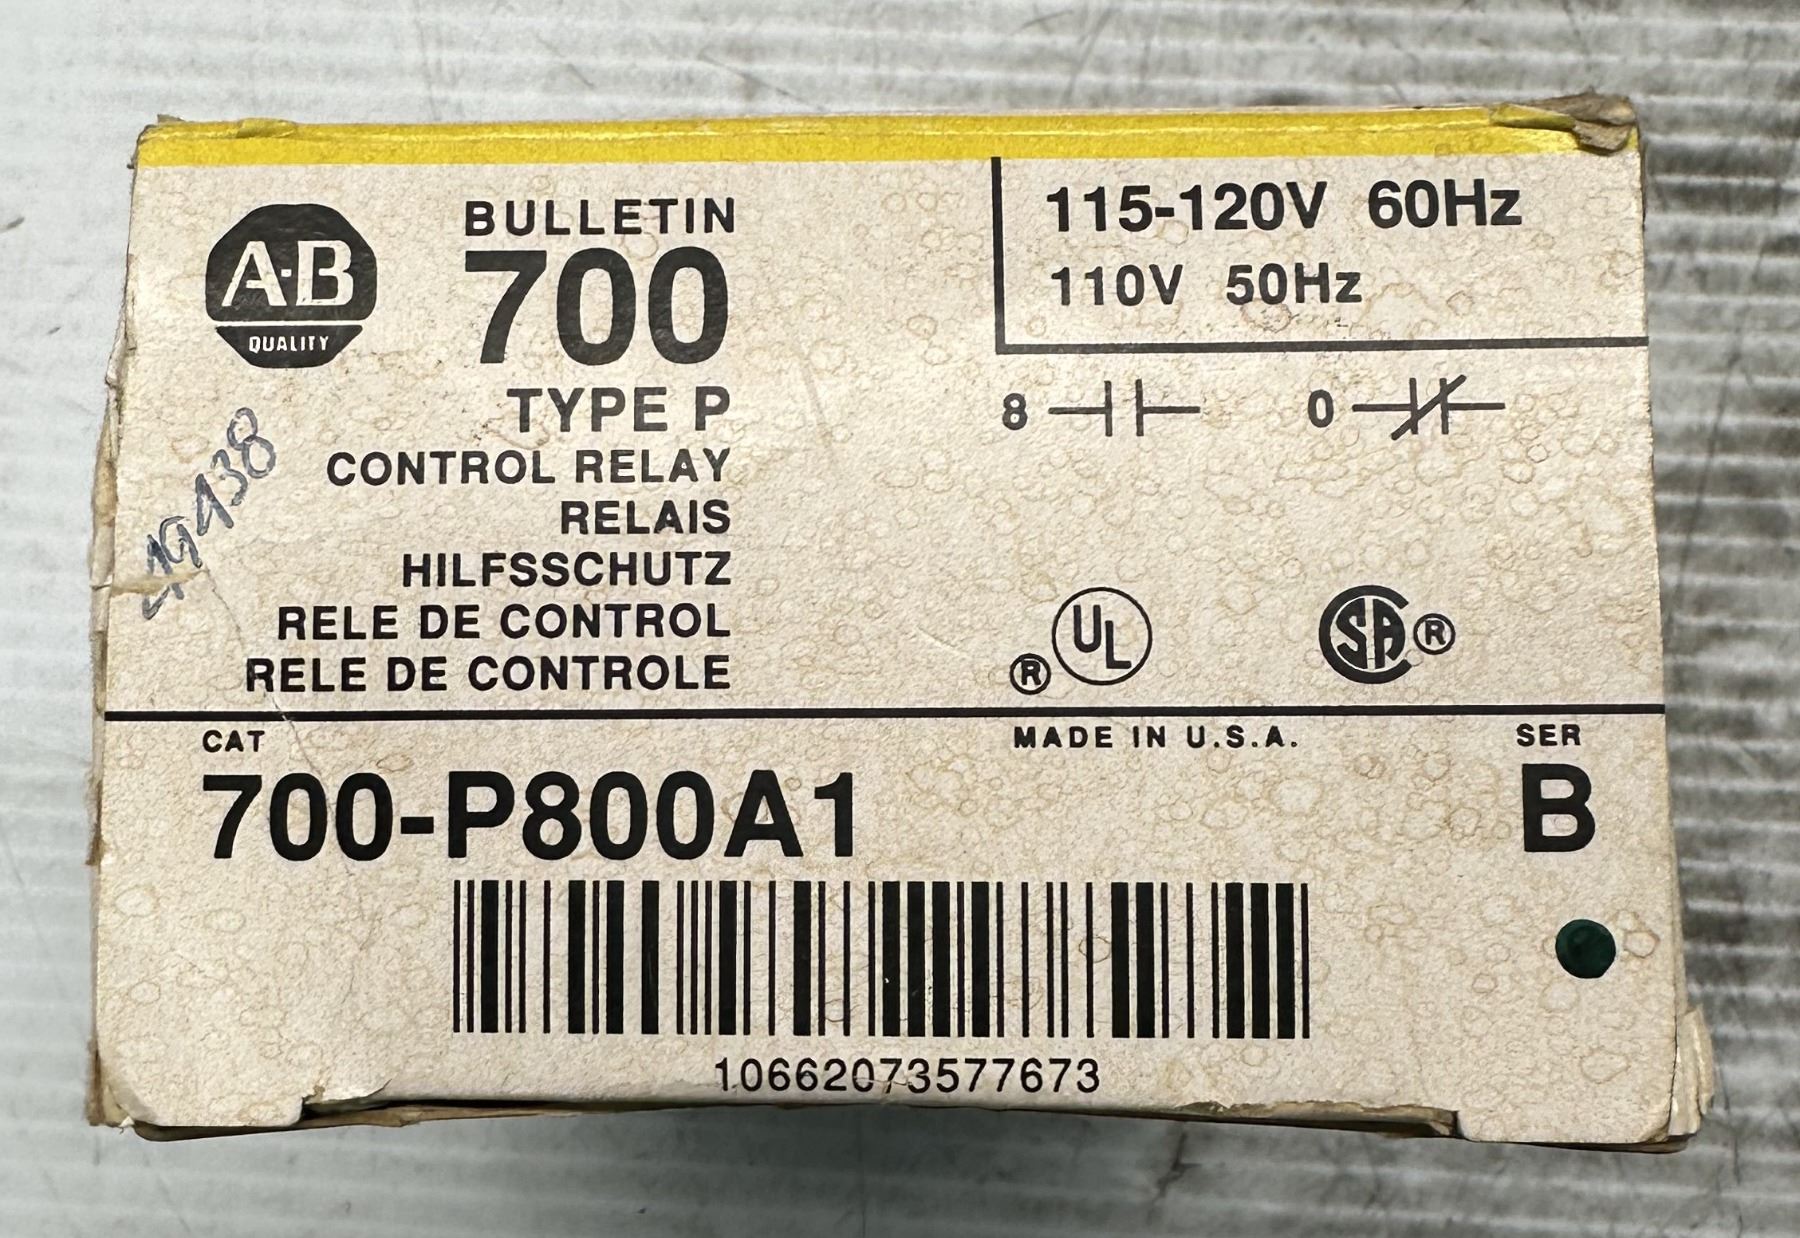 A-B
QUALITY
BULLETIN
700
TYPE P
CONTROL RELAY
RELAIS
HILFSSCHUTZ
RELE DE CONTROL
RELE DE CONTROLE
115-120V 60Hz
110V 50Hz
8 0
® UL
SA ®
49438
CAT
MADE IN U.S.A.
SER
700-P800A1
B
10662073577673